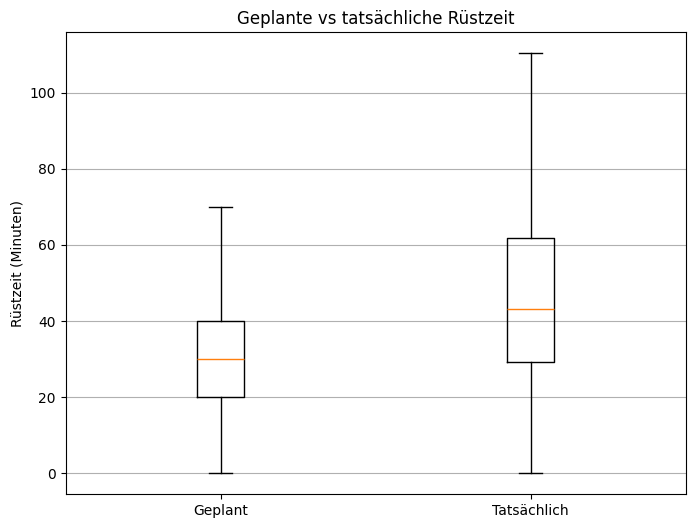 Geplante vs tatsächliche Rüstzeit
Rüstzeit (Minuten)
100
80
60
40
20
0
Geplant
Tatsächlich